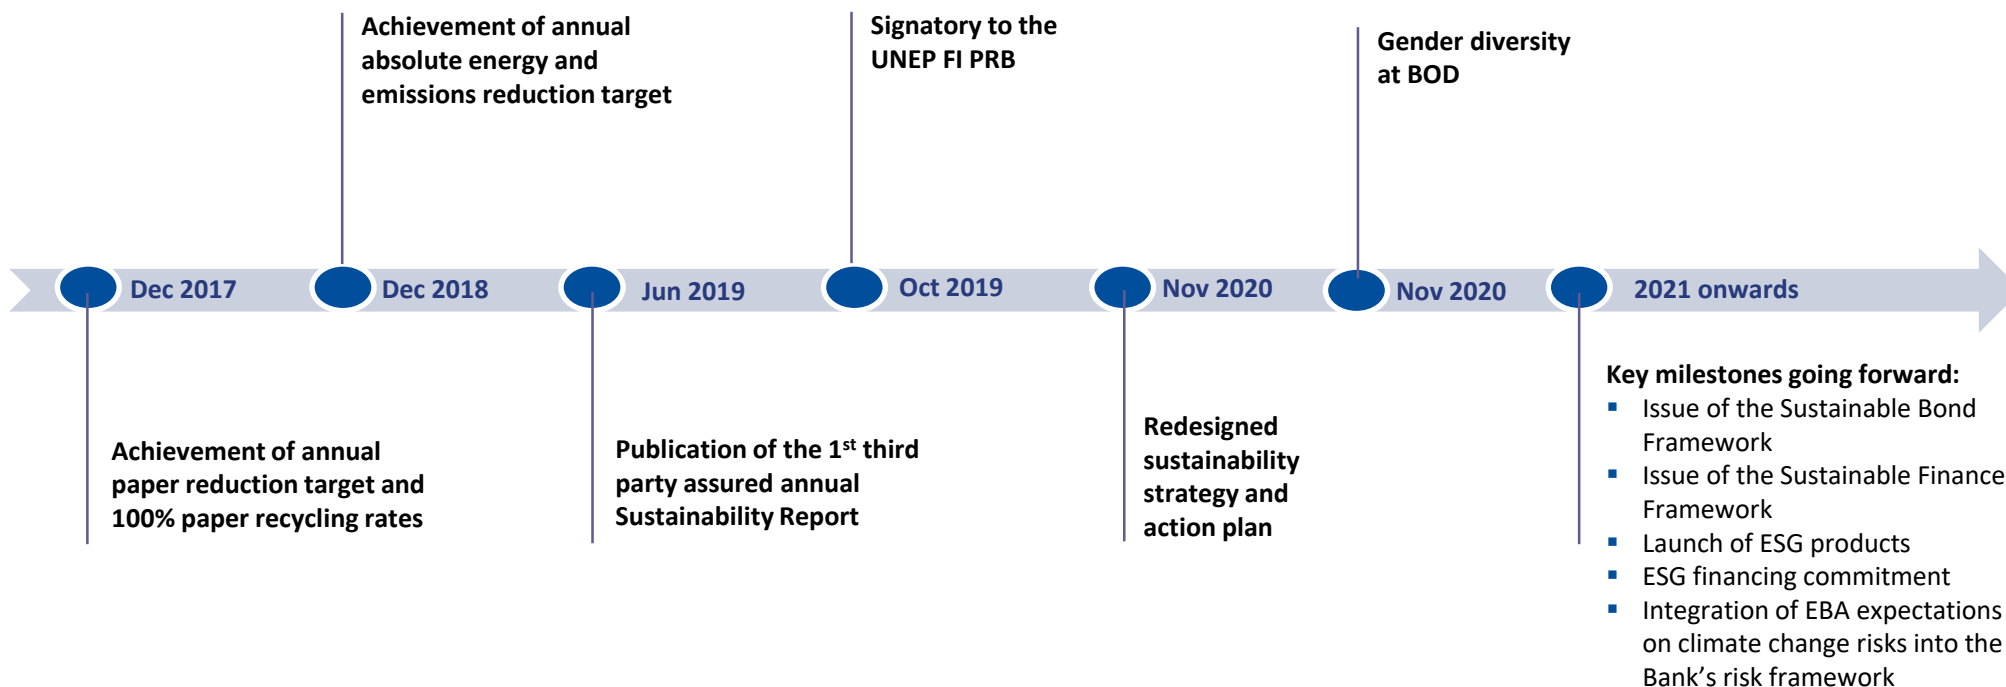 Achievement of annual
absolute energy and
emissions reduction target
Signatory to the
UNEP FI PRB
Gender diversity
at BOD
Dec 2017
Dec 2018
Jun 2019
Oct 2019
Nov 2020
Nov 2020
2021 onwards
Achievement of annual
paper reduction target and
100% paper recycling rates
Publication of the 1st third
party assured annual
Sustainability Report
Redesigned
sustainability
strategy and
action plan
Key milestones going forward:
▪ Issue of the Sustainable Bond
Framework
▪ Issue of the Sustainable Finance
Framework
▪ Launch of ESG products
▪ ESG financing commitment
▪ Integration of EBA expectations
on climate change risks into the
Bank’s risk framework